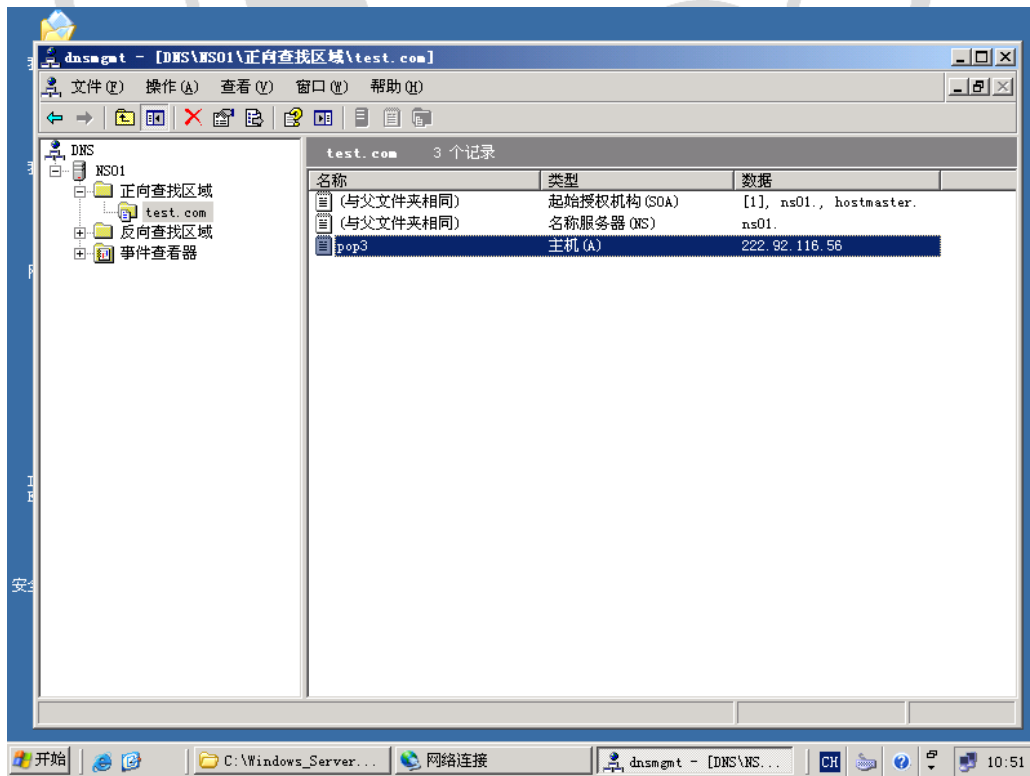 dnsmgmt - [DNS\NS01\正向查找区域\test.com]
文件(F) 操作(A) 查看(V) 窗口(W) 帮助(H)
DNS
NS01
正向查找区域
test.com
反向查找区域
事件查看器
test.com 3 个记录
名称 类型 数据
(与父文件夹相同) 起始授权机构(SOA) [1], ns01., hostmaster.
(与父文件夹相同) 名称服务器(NS) ns01.
pop3 主机(A) 222.92.116.56
安全
开始 C:\Windows_Server... 网络连接 dnsmgmt - [DNS\NS... CH 10:51